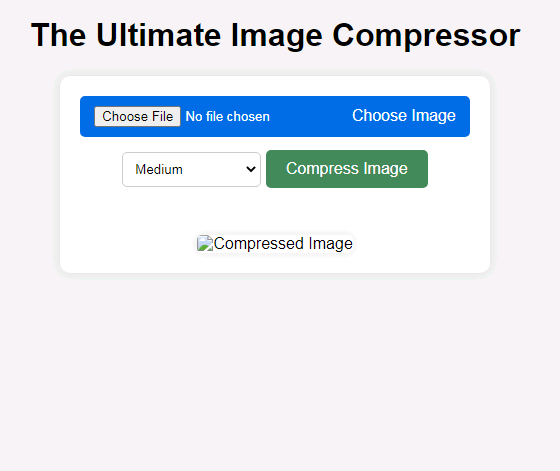 The Ultimate Image Compressor
Choose File No file chosen Choose Image
Medium Compress Image
Compressed Image